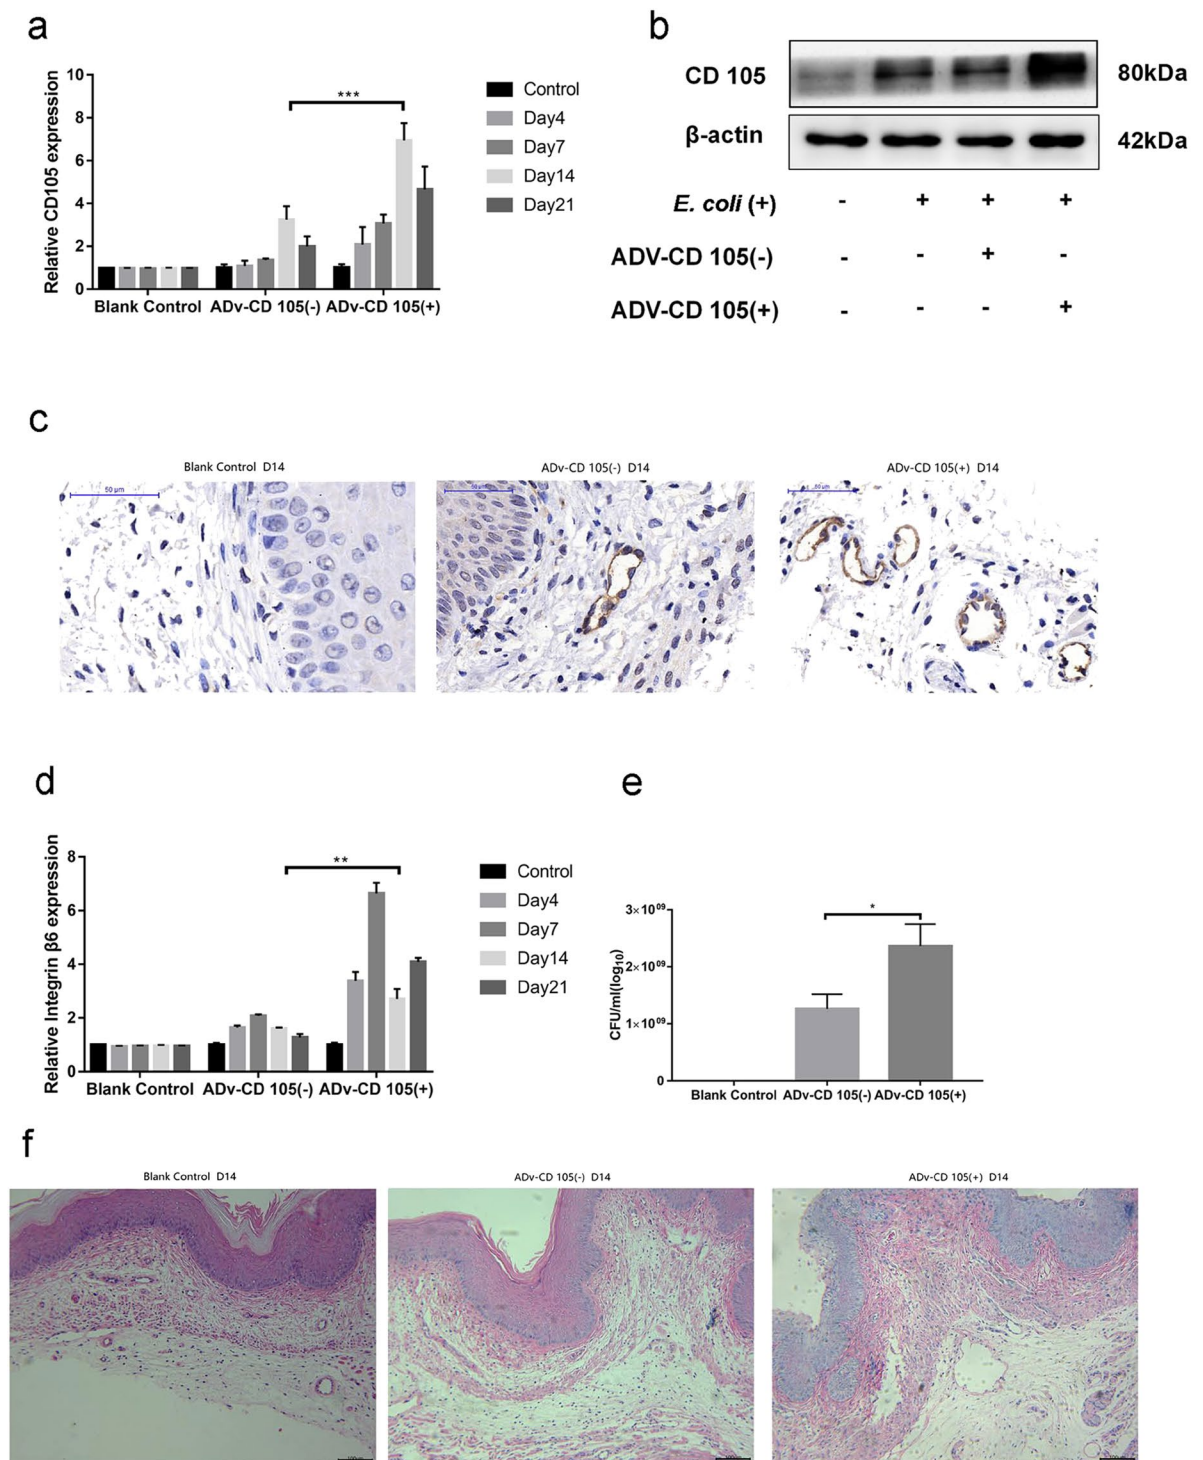 a
Relative CD105 expression
10
8
6
4
2
0
***
Blank Control ADv-CD 105(-) ADv-CD 105(+)
Control
Day4
Day7
Day14
Day21
b
CD 105
80kDa
β-actin
42kDa
E. coli (+) - + + +
ADV-CD 105(-) - - + -
ADV-CD 105(+) - - - +
c
Blank Control D14
ADv-CD 105(-) D14
ADv-CD 105(+) D14
50 μm
50 μm
50 μm
d
Relative Integrin β6 expression
8
6
4
2
0
**
Blank Control ADv-CD 105(-) ADv-CD 105(+)
Control
Day4
Day7
Day14
Day21
e
CFU/ml(log10)
3×10⁰⁹
2×10⁰⁹
1×10⁰⁹
0
*
Blank Control ADv-CD 105(-) ADv-CD 105(+)
f
Blank Control D14
ADv-CD 105(-) D14
ADv-CD 105(+) D14